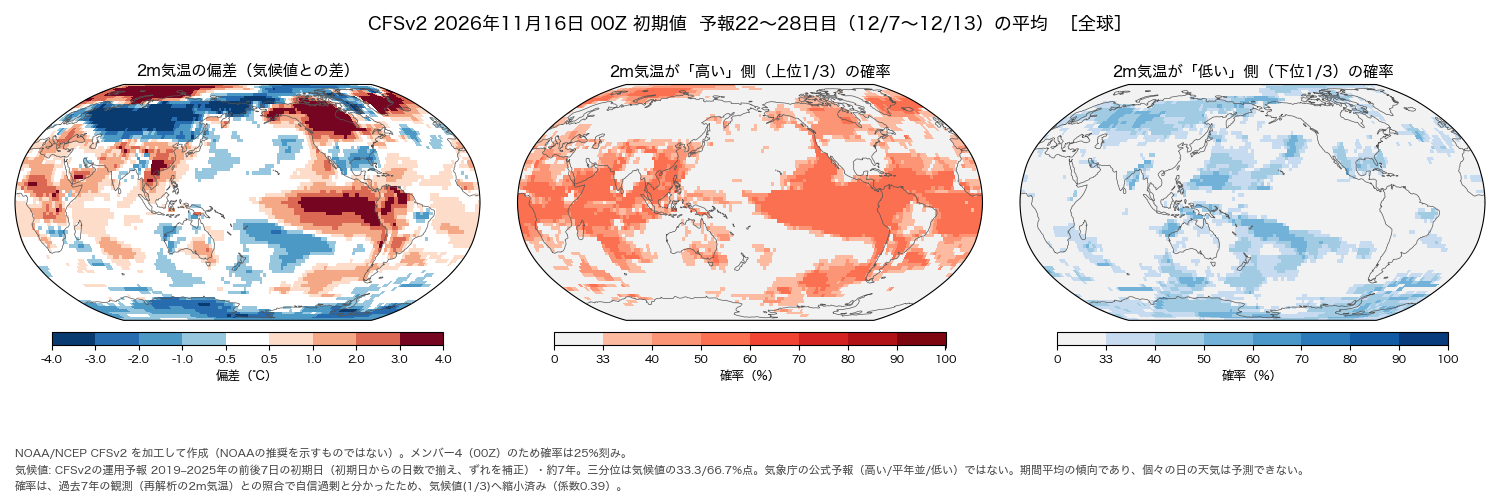 CFSv2 2026年11月16日 00Z 初期値 予報22～28日目（12/7～12/13）の平均 ［全球］
2m気温の偏差（気候値との差）
2m気温が「高い」側（上位1/3）の確率
2m気温が「低い」側（下位1/3）の確率
-4.0 -3.0 -2.0 -1.0 -0.5 0.5 1.0 2.0 3.0 4.0
偏差（℃）
0 33 40 50 60 70 80 90 100
確率（%）
0 33 40 50 60 70 80 90 100
確率（%）
NOAA/NCEP CFSv2 を加工して作成（NOAAの推奨を示すものではない）。メンバー4（00Z）のため確率は25%刻み。
気候値: CFSv2の運用予報 2019–2025年の前後7日の初期日（初期日からの日数で揃え、ずれを補正）・約7年。三分位は気候値の33.3/66.7%点。気象庁の公式予報（高い/平年並/低い）ではない。期間平均の傾向であり、個々の日の天気は予測できない。
確率は、過去7年の観測（再解析の2m気温）との照合で自信過剰と分かったため、気候値(1/3)へ縮小済み（係数0.39）。